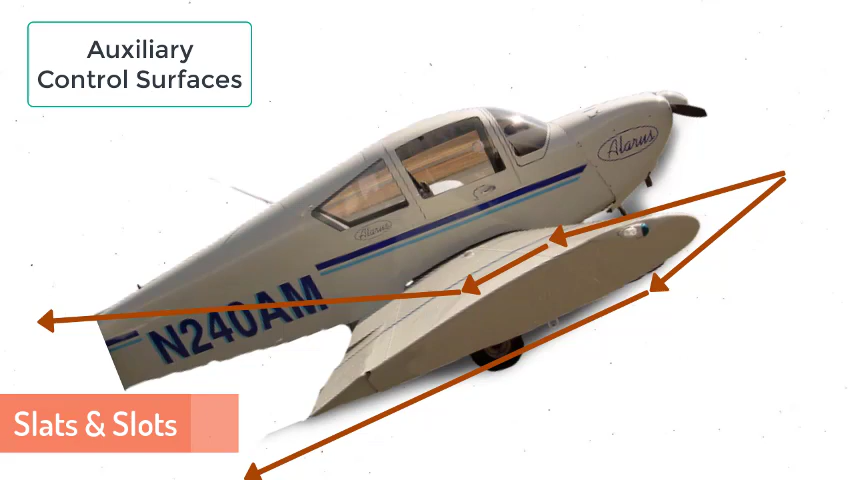 Auxiliary
Control Surfaces
Alarus
Alarus
N240AM
Slats & Slots